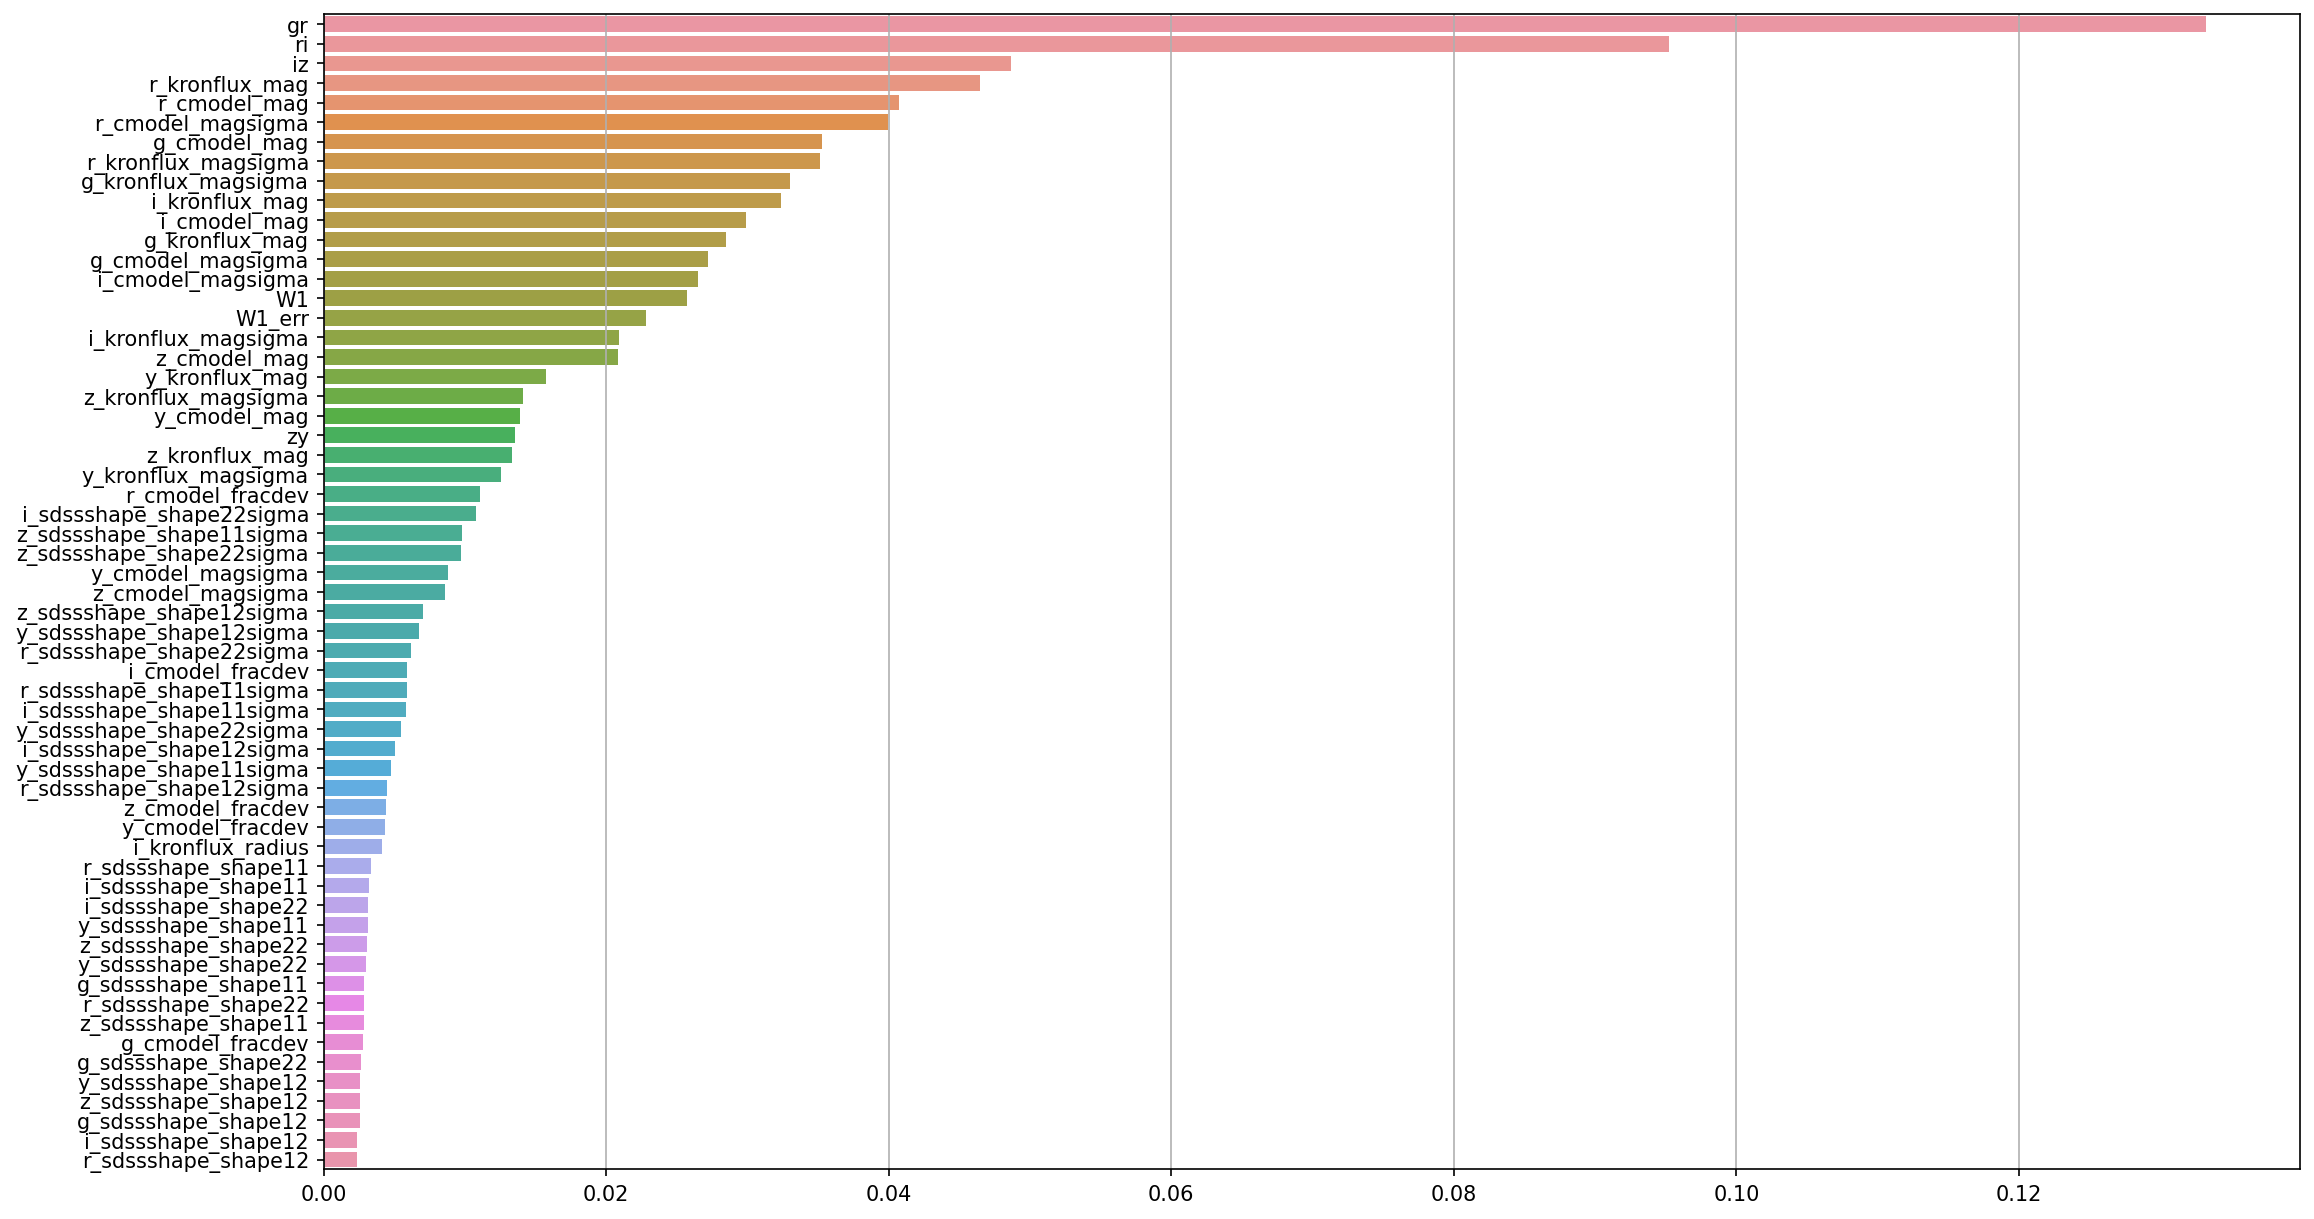 gr
ri
iz
r_kronflux_mag
r_cmodel_mag
r_cmodel_magsigma
g_cmodel_mag
r_kronflux_magsigma
g_kronflux_magsigma
i_kronflux_mag
i_cmodel_mag
g_kronflux_mag
g_cmodel_magsigma
i_cmodel_magsigma
W1
W1_err
i_kronflux_magsigma
z_cmodel_mag
y_kronflux_mag
z_kronflux_magsigma
y_cmodel_mag
zy
z_kronflux_mag
y_kronflux_magsigma
r_cmodel_fracdev
i_sdssshape_shape22sigma
z_sdssshape_shape11sigma
z_sdssshape_shape22sigma
y_cmodel_magsigma
z_cmodel_magsigma
z_sdssshape_shape12sigma
y_sdssshape_shape12sigma
r_sdssshape_shape22sigma
i_cmodel_fracdev
r_sdssshape_shape11sigma
i_sdssshape_shape11sigma
y_sdssshape_shape22sigma
i_sdssshape_shape12sigma
y_sdssshape_shape11sigma
r_sdssshape_shape12sigma
z_cmodel_fracdev
y_cmodel_fracdev
i_kronflux_radius
r_sdssshape_shape11
i_sdssshape_shape11
i_sdssshape_shape22
y_sdssshape_shape11
z_sdssshape_shape22
y_sdssshape_shape22
g_sdssshape_shape11
r_sdssshape_shape22
z_sdssshape_shape11
g_cmodel_fracdev
g_sdssshape_shape22
y_sdssshape_shape12
z_sdssshape_shape12
g_sdssshape_shape12
i_sdssshape_shape12
r_sdssshape_shape12
0.00 0.02 0.04 0.06 0.08 0.10 0.12